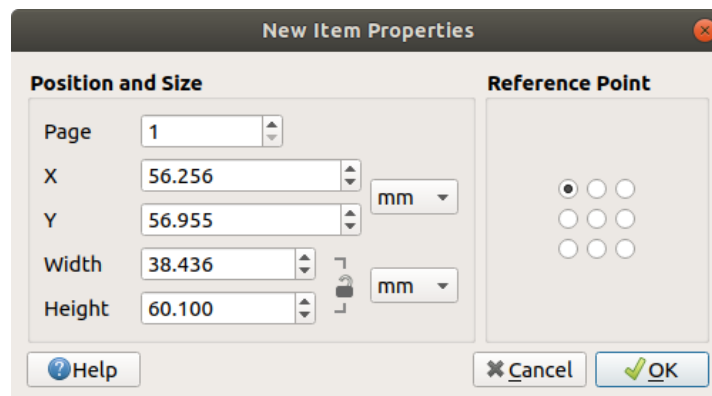 New Item Properties
Position and Size
Reference Point
Page 1
X 56.256
mm
Y 56.955
Width 38.436
mm
Height 60.100
Help
Cancel
OK